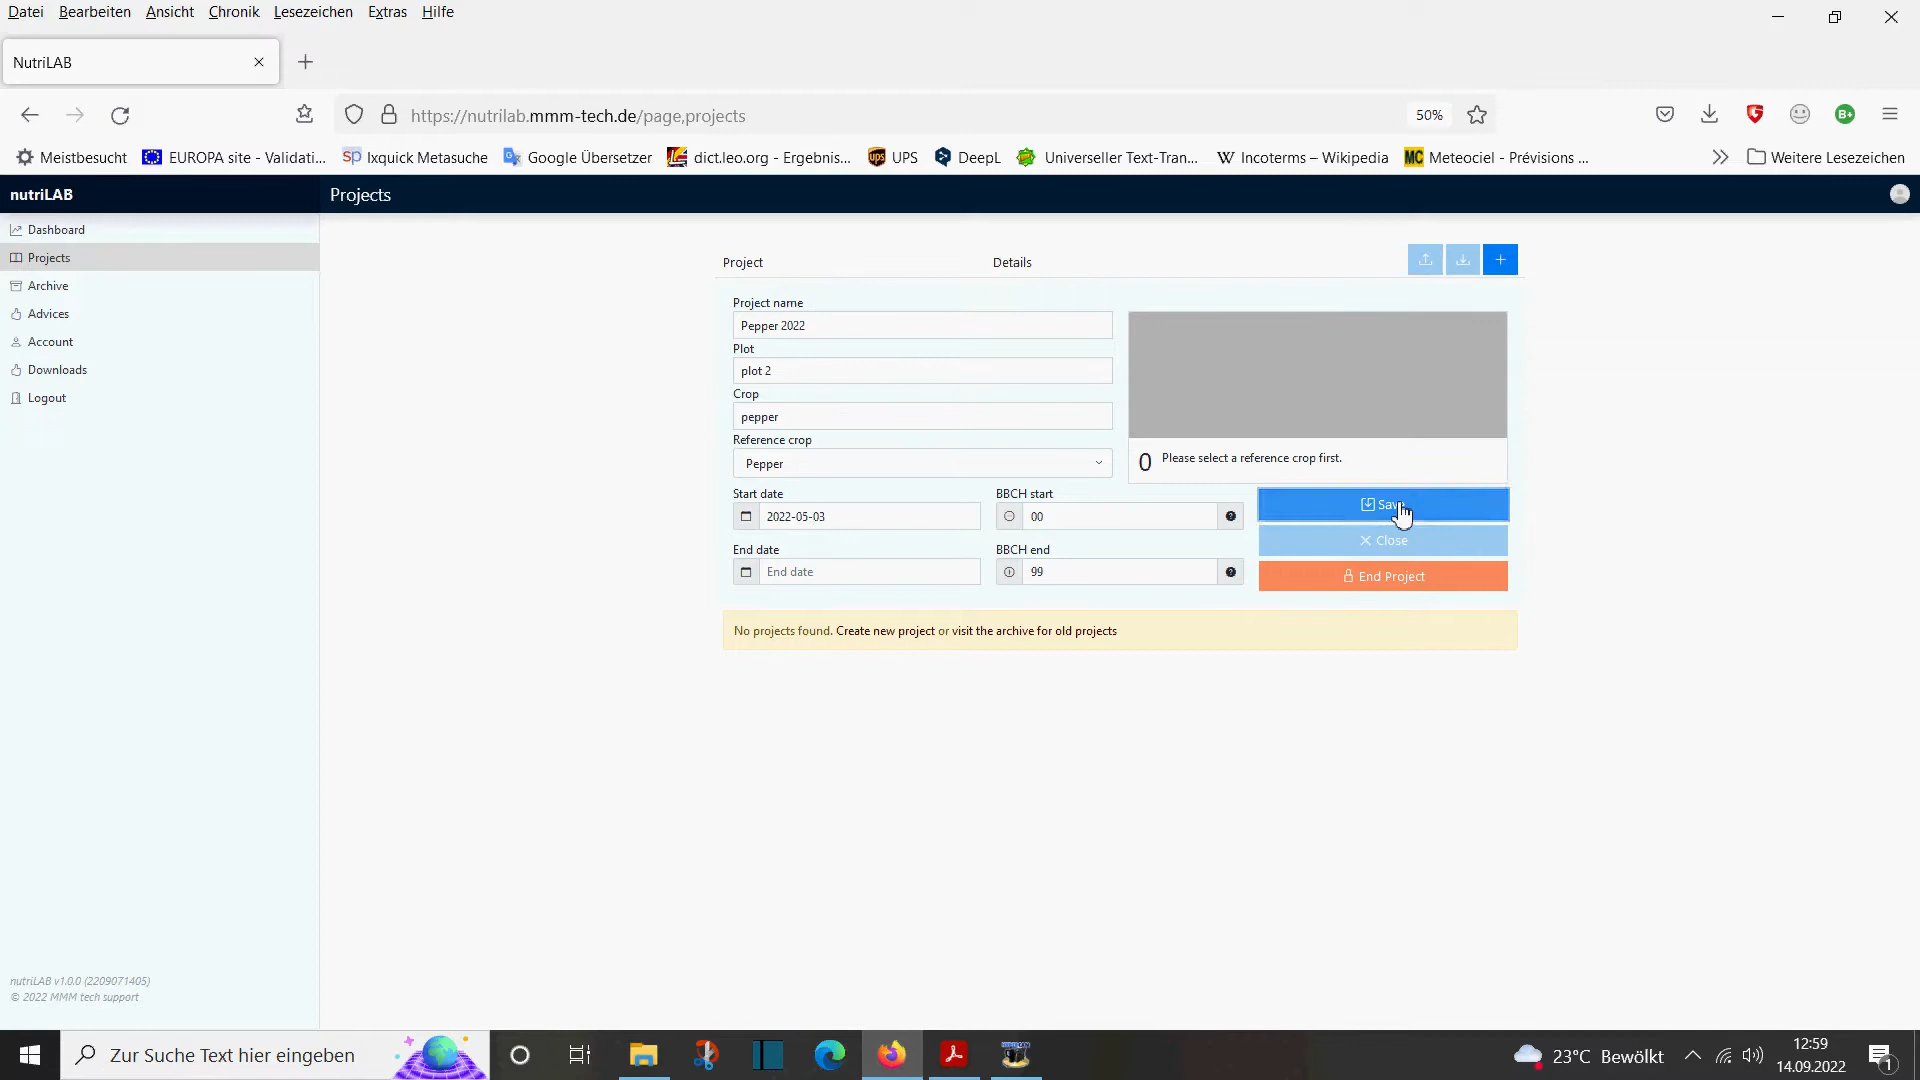 Datei Bearbeiten Ansicht Chronik Lesezeichen Extras Hilfe
NutriLAB
https://nutrilab.mmm-tech.de/page,projects 50%
Meistbesucht EUROPA site - Validati... Ixquick Metasuche Google Übersetzer dict.leo.org - Ergebnis... UPS DeepL Universeller Text-Tran... Incoterms – Wikipedia Meteociel - Prévisions ... Weitere Lesezeichen
nutriLAB Projects
Dashboard
Projects
Archive
Advices
Account
Downloads
Logout
Project Details
Project name
Pepper 2022
Plot
plot 2
Crop
pepper
Reference crop
Pepper
0 Please select a reference crop first.
Start date BBCH start
2022-05-03 00
Save
Close
End date BBCH end
End date 99
End Project
No projects found. Create new project or visit the archive for old projects
nutriLAB v1.0.0 (2209071405)
© 2022 MMM tech support
Zur Suche Text hier eingeben
23°C Bewölkt
12:59
14.09.2022
1